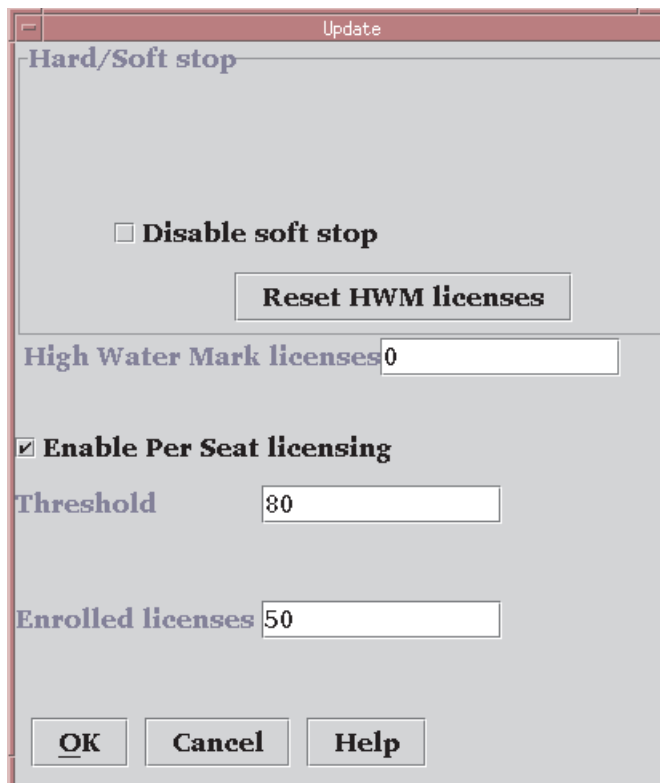 Update
Hard/Soft stop
Disable soft stop
Reset HWM licenses
High Water Mark licenses 0
Enable Per Seat licensing
Threshold 80
Enrolled licenses 50
OK Cancel Help